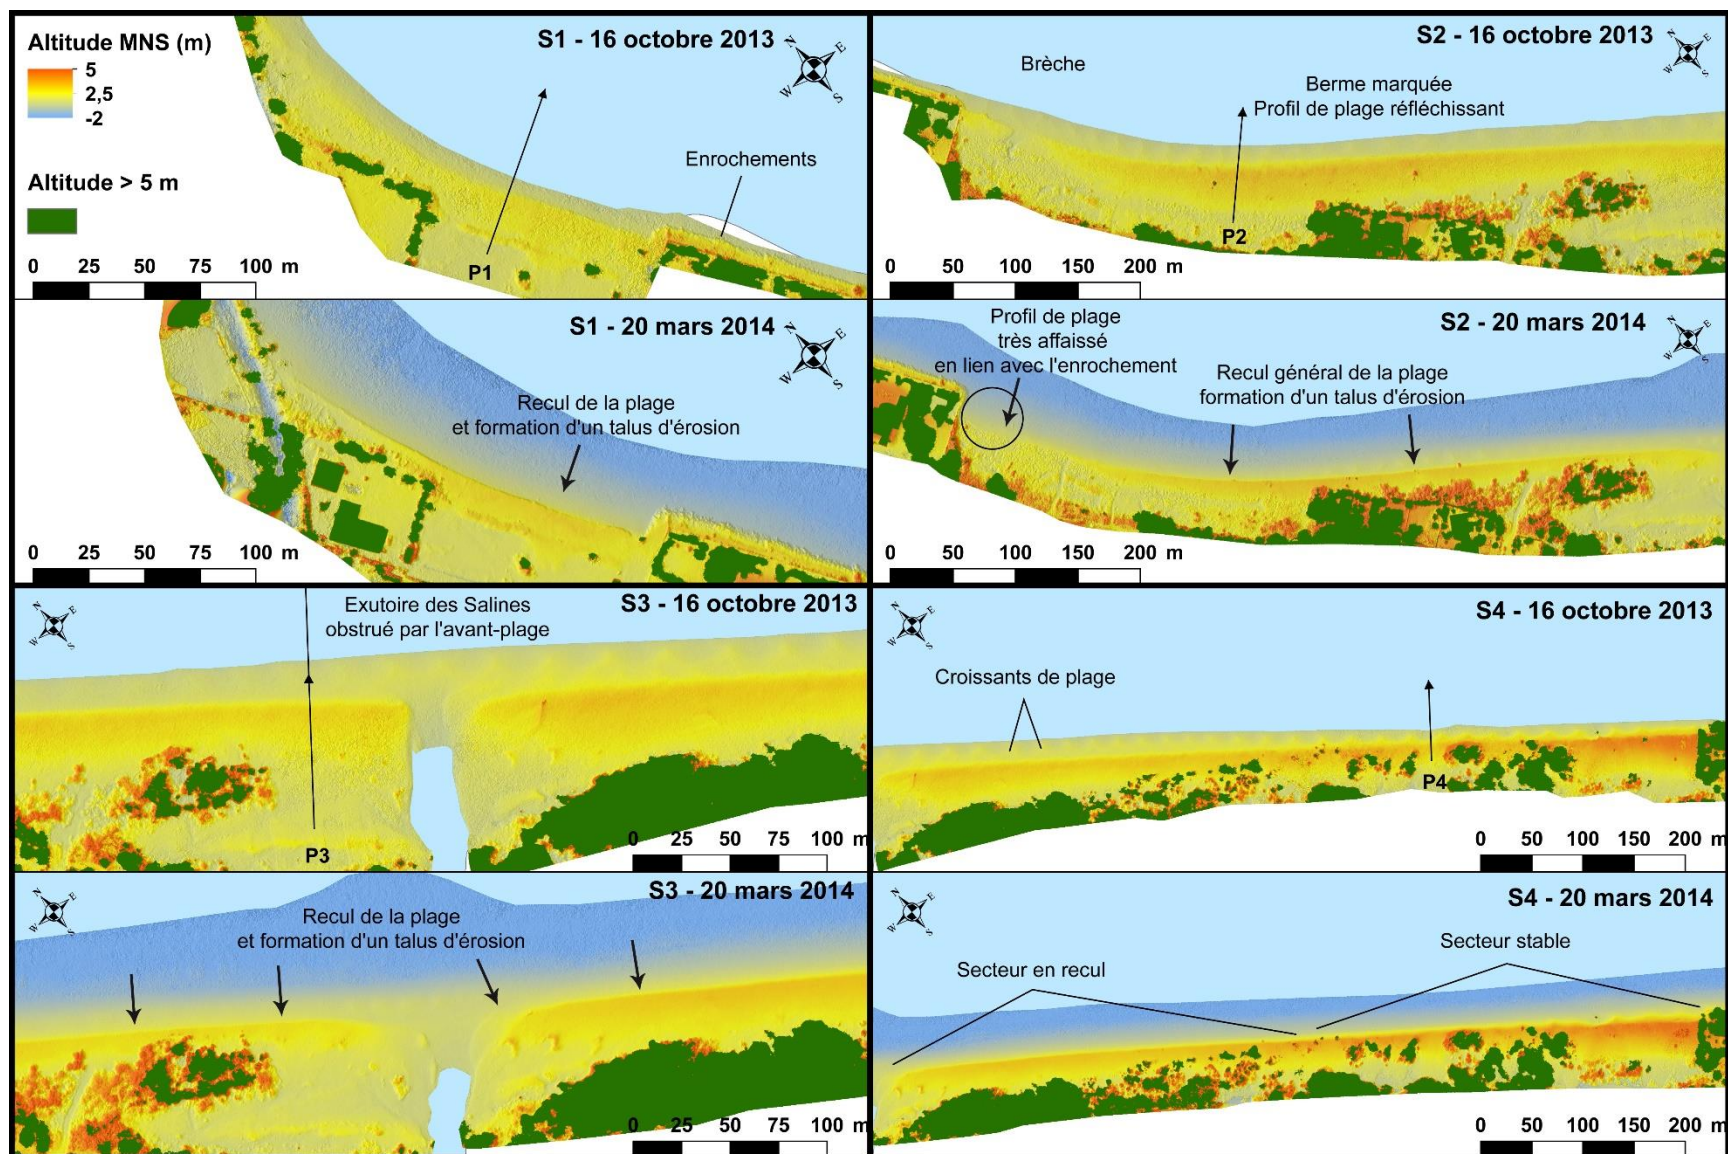 Altitude MNS (m)
5
2,5
-2
Altitude > 5 m
S1 - 16 octobre 2013
N
E
W
S
Enrochements
P1
0 25 50 75 100 m
S2 - 16 octobre 2013
N
E
W
S
Brèche
Berme marquée
Profil de plage réfléchissant
P2
0 50 100 150 200 m
S1 - 20 mars 2014
N
E
W
S
Recul de la plage
et formation d'un talus d'érosion
0 25 50 75 100 m
S2 - 20 mars 2014
N
E
W
S
Profil de plage
très affaissé
en lien avec l'enrochement
Recul général de la plage
formation d'un talus d'érosion
0 50 100 150 200 m
S3 - 16 octobre 2013
N
E
W
S
Exutoire des Salines
obstrué par l'avant-plage
P3
0 25 50 75 100 m
S4 - 16 octobre 2013
N
E
W
S
Croissants de plage
P4
0 50 100 150 200 m
S3 - 20 mars 2014
N
E
W
S
Recul de la plage
et formation d'un talus d'érosion
0 25 50 75 100 m
S4 - 20 mars 2014
N
E
W
S
Secteur stable
Secteur en recul
0 50 100 150 200 m